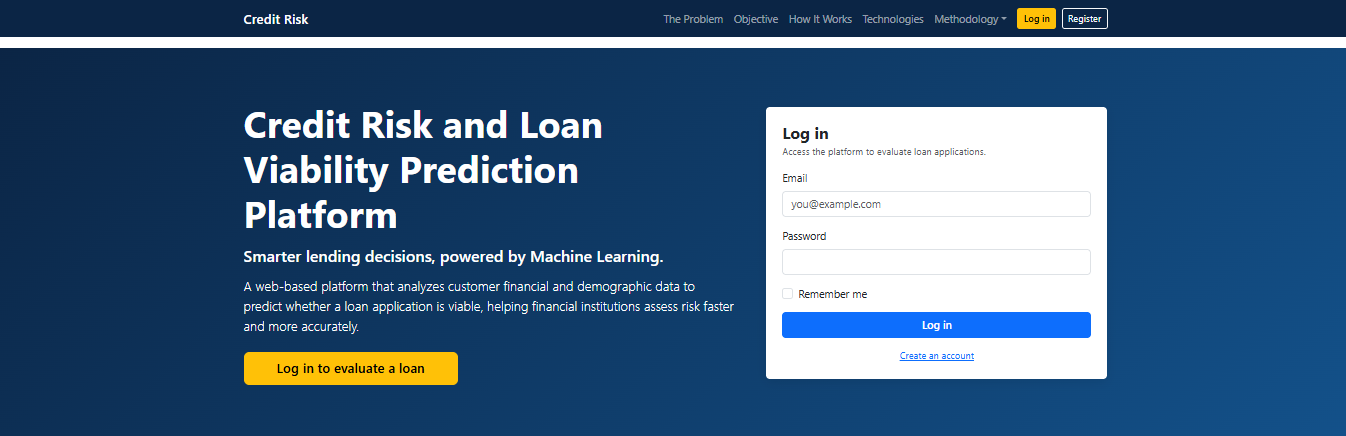 Credit Risk
The Problem
Objective
How It Works
Technologies
Methodology
Log in
Register
Credit Risk and Loan
Viability Prediction
Platform
Smarter lending decisions, powered by Machine Learning.
A web-based platform that analyzes customer financial and demographic data to
predict whether a loan application is viable, helping financial institutions assess risk faster
and more accurately.
Log in to evaluate a loan
Log in
Access the platform to evaluate loan applications.
Email
you@example.com
Password
Remember me
Log in
Create an account